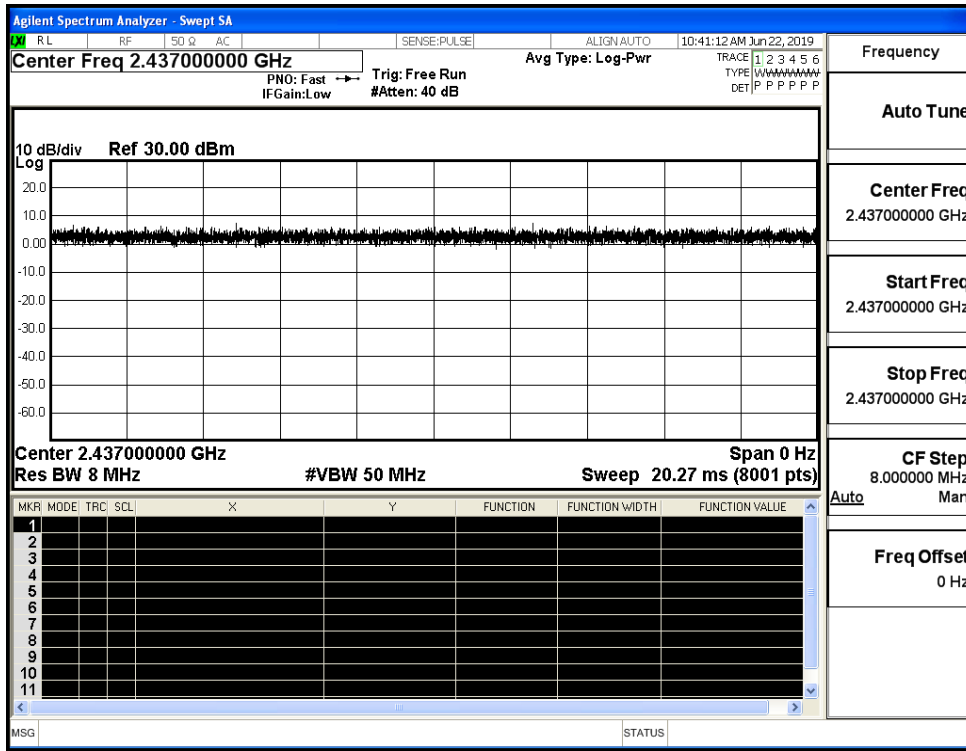 Agilent Spectrum Analyzer - Swept SA
LXI RL RF 50 Ω AC SENSE:PULSE ALIGN AUTO 10:41:12 AM Jun 22, 2019
Center Freq 2.437000000 GHz
Avg Type: Log-Pwr
TRACE 1 2 3 4 5 6
PNO: Fast
Trig: Free Run
TYPE
IFGain:Low
#Atten: 40 dB
DET P P P P P P
10 dB/div Ref 30.00 dBm
Log
20.0
10.0
0.00
-10.0
-20.0
-30.0
-40.0
-50.0
-60.0
Center 2.437000000 GHz Span 0 Hz
Res BW 8 MHz #VBW 50 MHz Sweep 20.27 ms (8001 pts)
MKR MODE TRC SCL X Y FUNCTION FUNCTION WIDTH FUNCTION VALUE
1
2
3
4
5
6
7
8
9
10
11
MSG STATUS
Frequency
Auto Tune
Center Freq
2.437000000 GHz
Start Freq
2.437000000 GHz
Stop Freq
2.437000000 GHz
CF Step
8.000000 MHz
Auto Man
Freq Offset
0 Hz